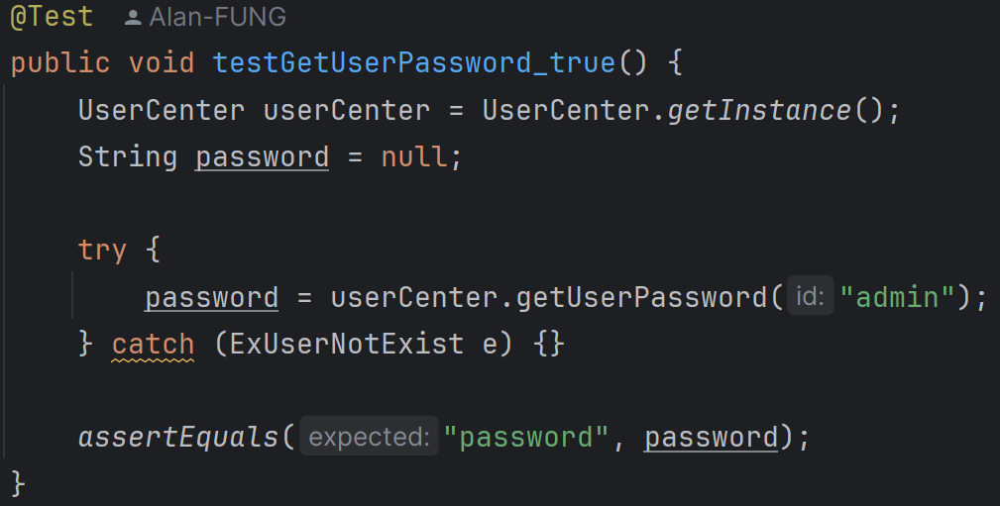 @Test Alan-FUNG
public void testGetUserPassword_true() {
UserCenter userCenter = UserCenter.getInstance();
String password = null;
try {
password = userCenter.getUserPassword( id: "admin");
} catch (ExUserNotExist e) {}
assertEquals( expected: "password", password);
}